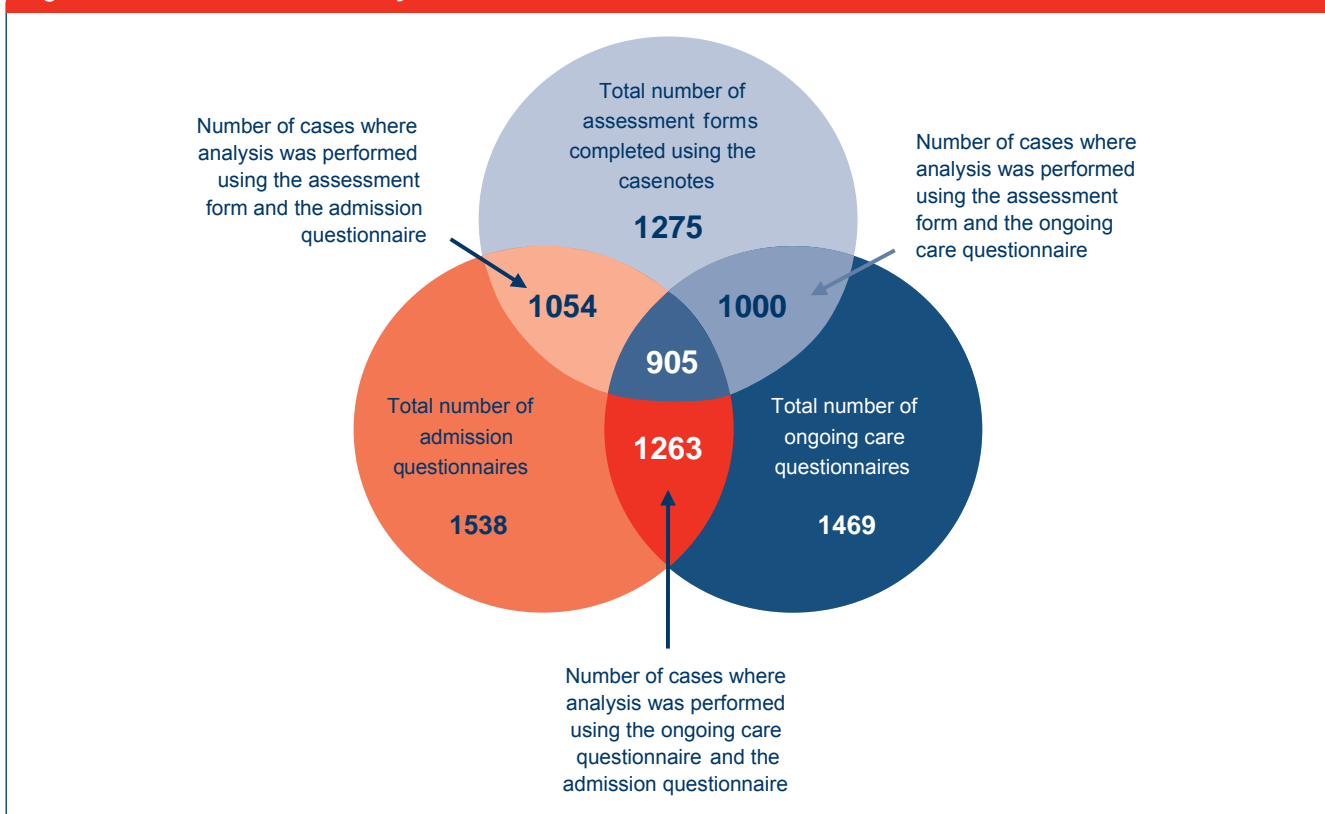 Total number of
assessment forms
completed using the
casenotes
1275
Number of cases where
analysis was performed
using the assessment
form and the admission
questionnaire
Number of cases where
analysis was performed
using the assessment
form and the ongoing
care questionnaire
1054
1000
905
Total number of
admission
questionnaires
1538
1263
Total number of
ongoing care
questionnaires
1469
Number of cases where
analysis was performed
using the ongoing care
questionnaire and the
admission questionnaire